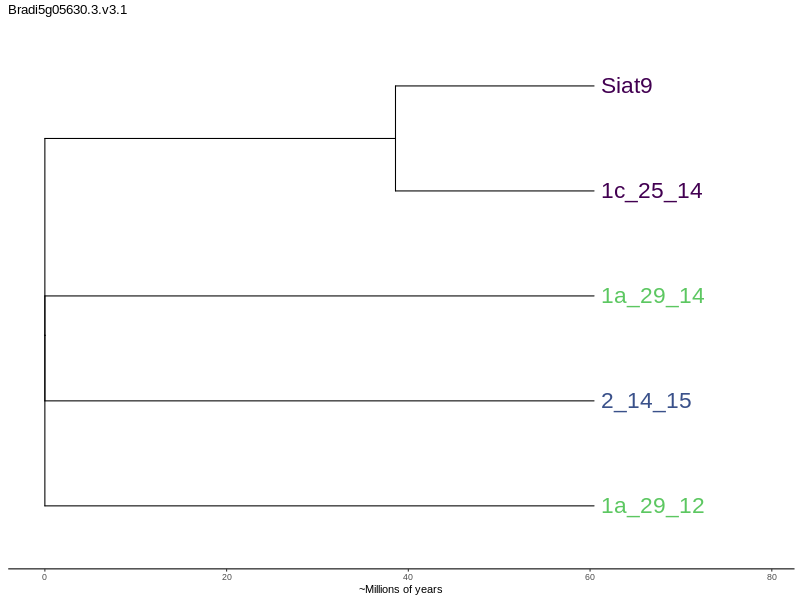 Bradi5g05630.3.v3.1
Siat9
1c_25_14
1a_29_14
2_14_15
1a_29_12
0 20 40 60 80
~Millions of years